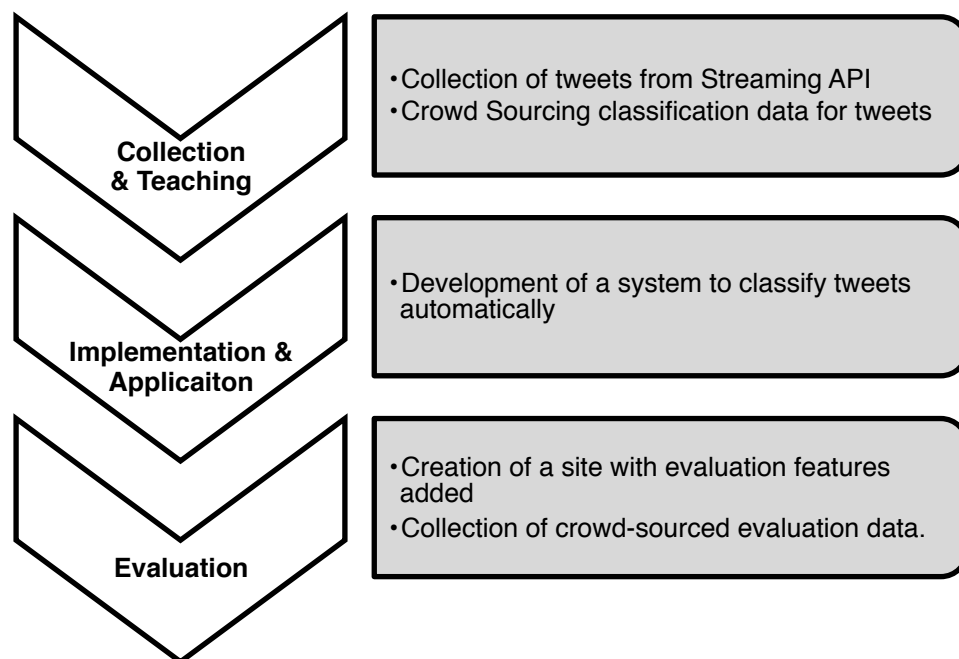 Collection
& Teaching
•Collection of tweets from Streaming API
•Crowd Sourcing classification data for tweets
Implementation &
Applicaiton
•Development of a system to classify tweets
automatically
Evaluation
•Creation of a site with evaluation features
added
•Collection of crowd-sourced evaluation data.